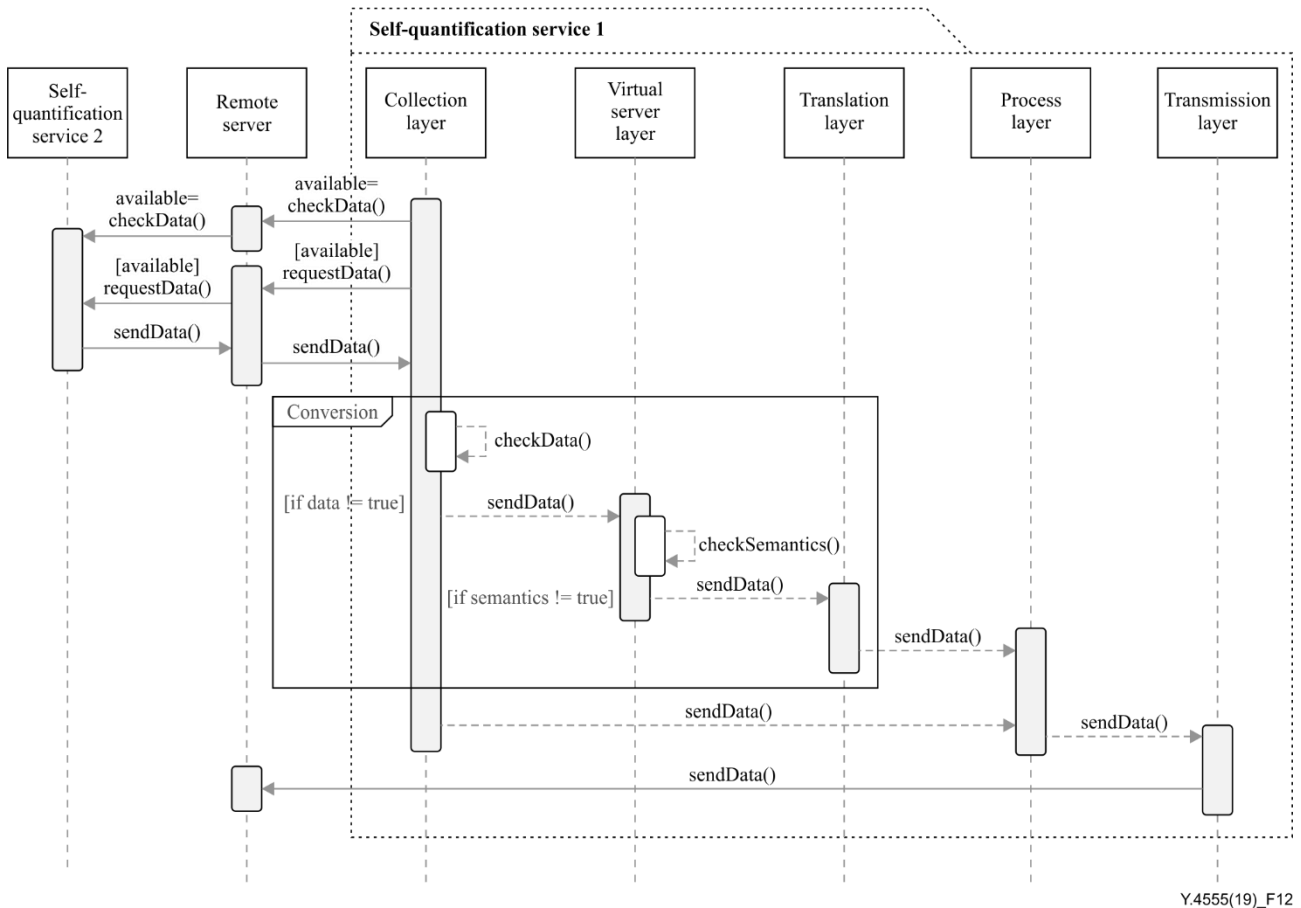 Self-quantification service 1
Self-
quantification
service 2
Remote
server
Collection
layer
Virtual
server
layer
Translation
layer
Process
layer
Transmission
layer
available=
checkData()
available=
checkData()
[available]
requestData()
[available]
requestData()
sendData()
sendData()
Conversion
checkData()
[if data != true]
sendData()
checkSemantics()
[if semantics != true]
sendData()
sendData()
sendData()
sendData()
sendData()
Y.4555(19)_F12